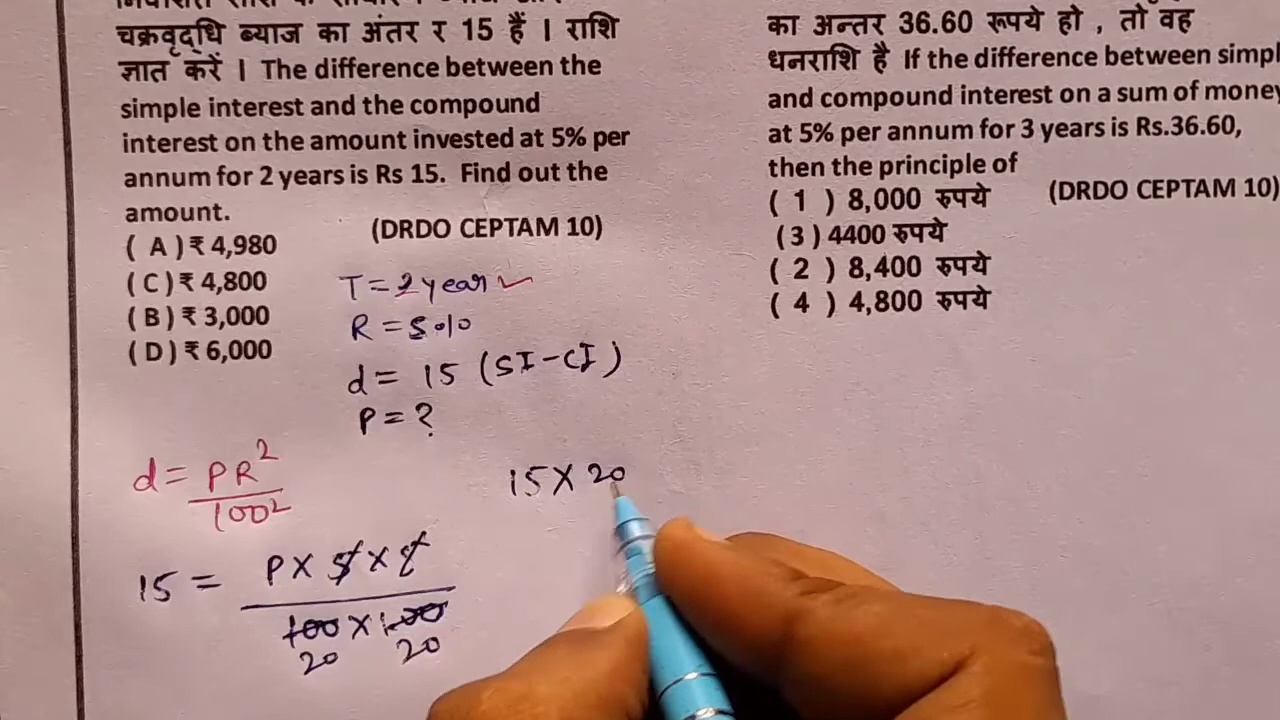 चक्रवृद्धि ब्याज का अंतर र 15 हैं । राशि
ज्ञात करें । The difference between the
simple interest and the compound
interest on the amount invested at 5% per
annum for 2 years is Rs 15. Find out the
amount.
(DRDO CEPTAM 10)
( A ) ₹ 4,980
( C ) ₹ 4,800
( B ) ₹ 3,000
( D ) ₹ 6,000
T = 2 year ✓
R = 5%
d = 15 (SI-CI)
P = ?
d = PR²
100²
15 = P X 5 X 5
100 X 100
20 20
15 X 20
का अन्तर 36.60 रूपये हो , तो वह
धनराशि है If the difference between simpl
and compound interest on a sum of money
at 5% per annum for 3 years is Rs.36.60,
then the principle of
( 1 ) 8,000 रुपये
(DRDO CEPTAM 10)
( 3 ) 4400 रुपये
( 2 ) 8,400 रुपये
( 4 ) 4,800 रुपये